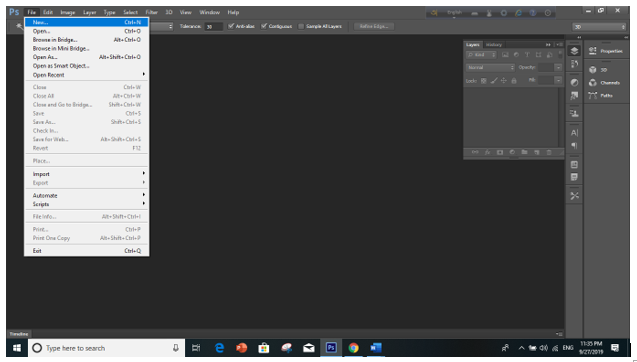 Ps File Edit Image Layer Type Select Filter 3D View Window Help
Tolerance: 30 Anti-alias Contiguous Sample All Layers Refine Edge... 3D
New... Ctrl+N
Open... Ctrl+O
Browse in Bridge... Alt+Ctrl+O
Browse in Mini Bridge...
Open As... Alt+Shift+Ctrl+O
Open as Smart Object...
Open Recent
Close Ctrl+W
Close All Alt+Ctrl+W
Close and Go to Bridge... Shift+Ctrl+W
Save Ctrl+S
Save As... Shift+Ctrl+S
Check In...
Save for Web... Alt+Shift+Ctrl+S
Revert F12
Place...
Import
Export
Automate
Scripts
File Info... Alt+Shift+Ctrl+I
Print... Ctrl+P
Print One Copy Alt+Shift+Ctrl+P
Exit Ctrl+Q
Layers History
Kind
Normal Opacity:
Lock: Fill:
Properties
3D
Channels
Paths
Timeline
Type here to search
Ps
ENG
11:35 PM
9/27/2019